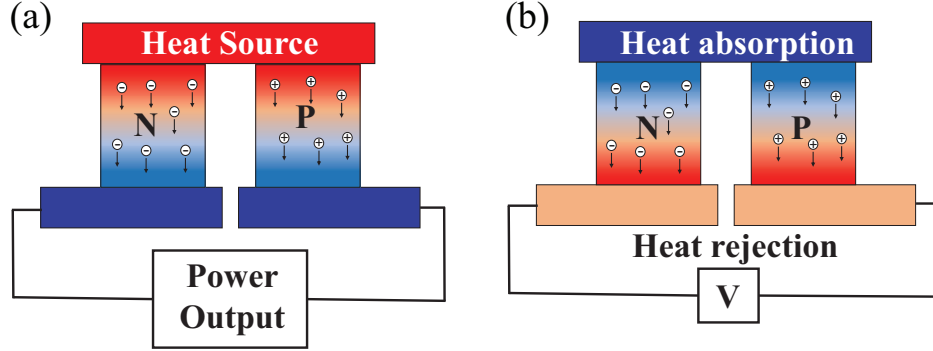 (a)
Heat Source
N
P
Power
Output
(b)
Heat absorption
N
P
Heat rejection
V